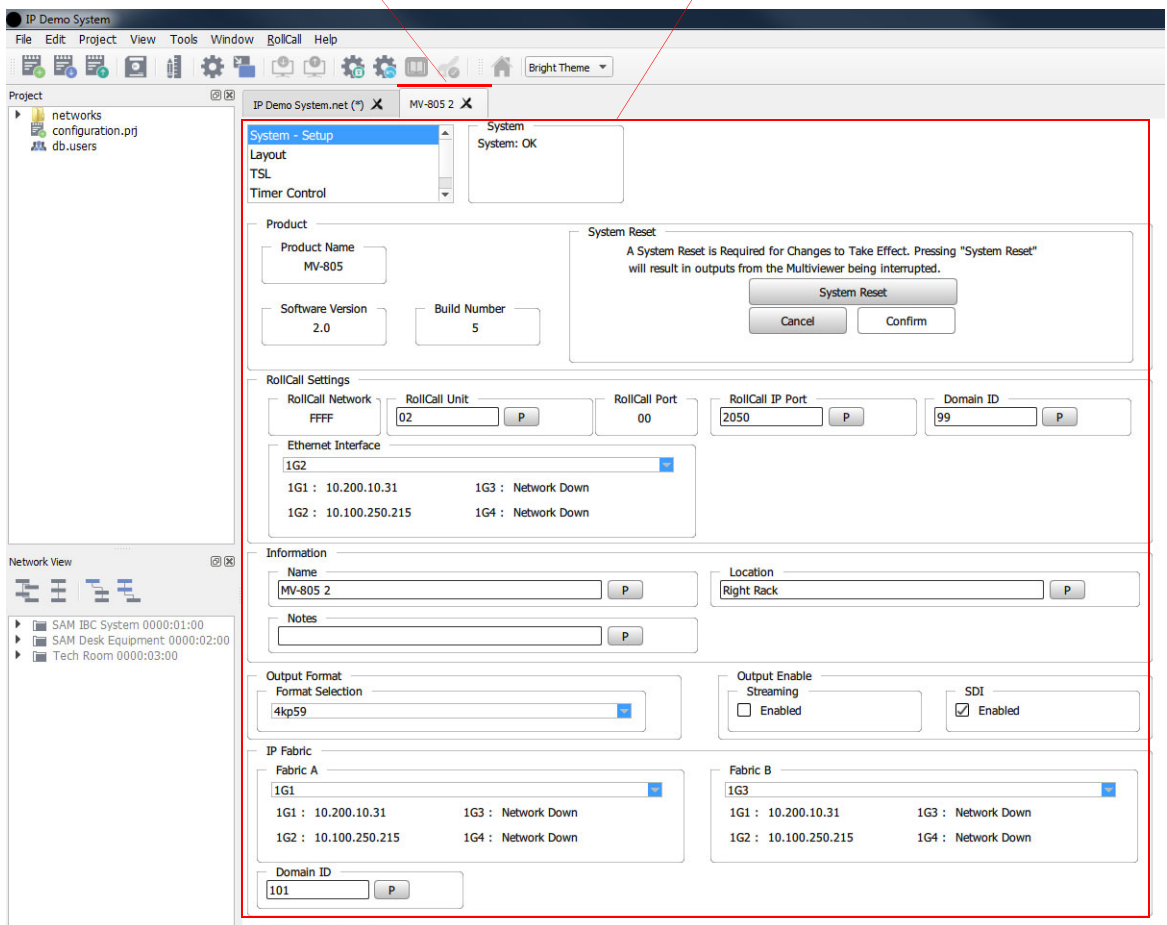 IP Demo System
File Edit Project View Tools Window RollCall Help
Bright Theme
Project
networks
configuration.prj
db.users
IP Demo System.net (*)
MV-805 2
System - Setup
Layout
TSL
Timer Control
System
System: OK
Product
Product Name
MV-805
Software Version
2.0
Build Number
5
System Reset
A System Reset is Required for Changes to Take Effect. Pressing "System Reset"
will result in outputs from the Multiviewer being interrupted.
System Reset
Cancel
Confirm
RollCall Settings
RollCall Network
FFFF
RollCall Unit
02
P
RollCall Port
00
RollCall IP Port
2050
P
Domain ID
99
P
Ethernet Interface
1G2
1G1 : 10.200.10.31
1G3 : Network Down
1G2 : 10.100.250.215
1G4 : Network Down
Network View
SAM IBC System 0000:01:00
SAM Desk Equipment 0000:02:00
Tech Room 0000:03:00
Information
Name
MV-805 2
P
Location
Right Rack
P
Notes
P
Output Format
Format Selection
4kp59
Output Enable
Streaming
Enabled
SDI
Enabled
IP Fabric
Fabric A
1G1
1G1 : 10.200.10.31
1G3 : Network Down
1G2 : 10.100.250.215
1G4 : Network Down
Fabric B
1G3
1G1 : 10.200.10.31
1G3 : Network Down
1G2 : 10.100.250.215
1G4 : Network Down
Domain ID
101
P